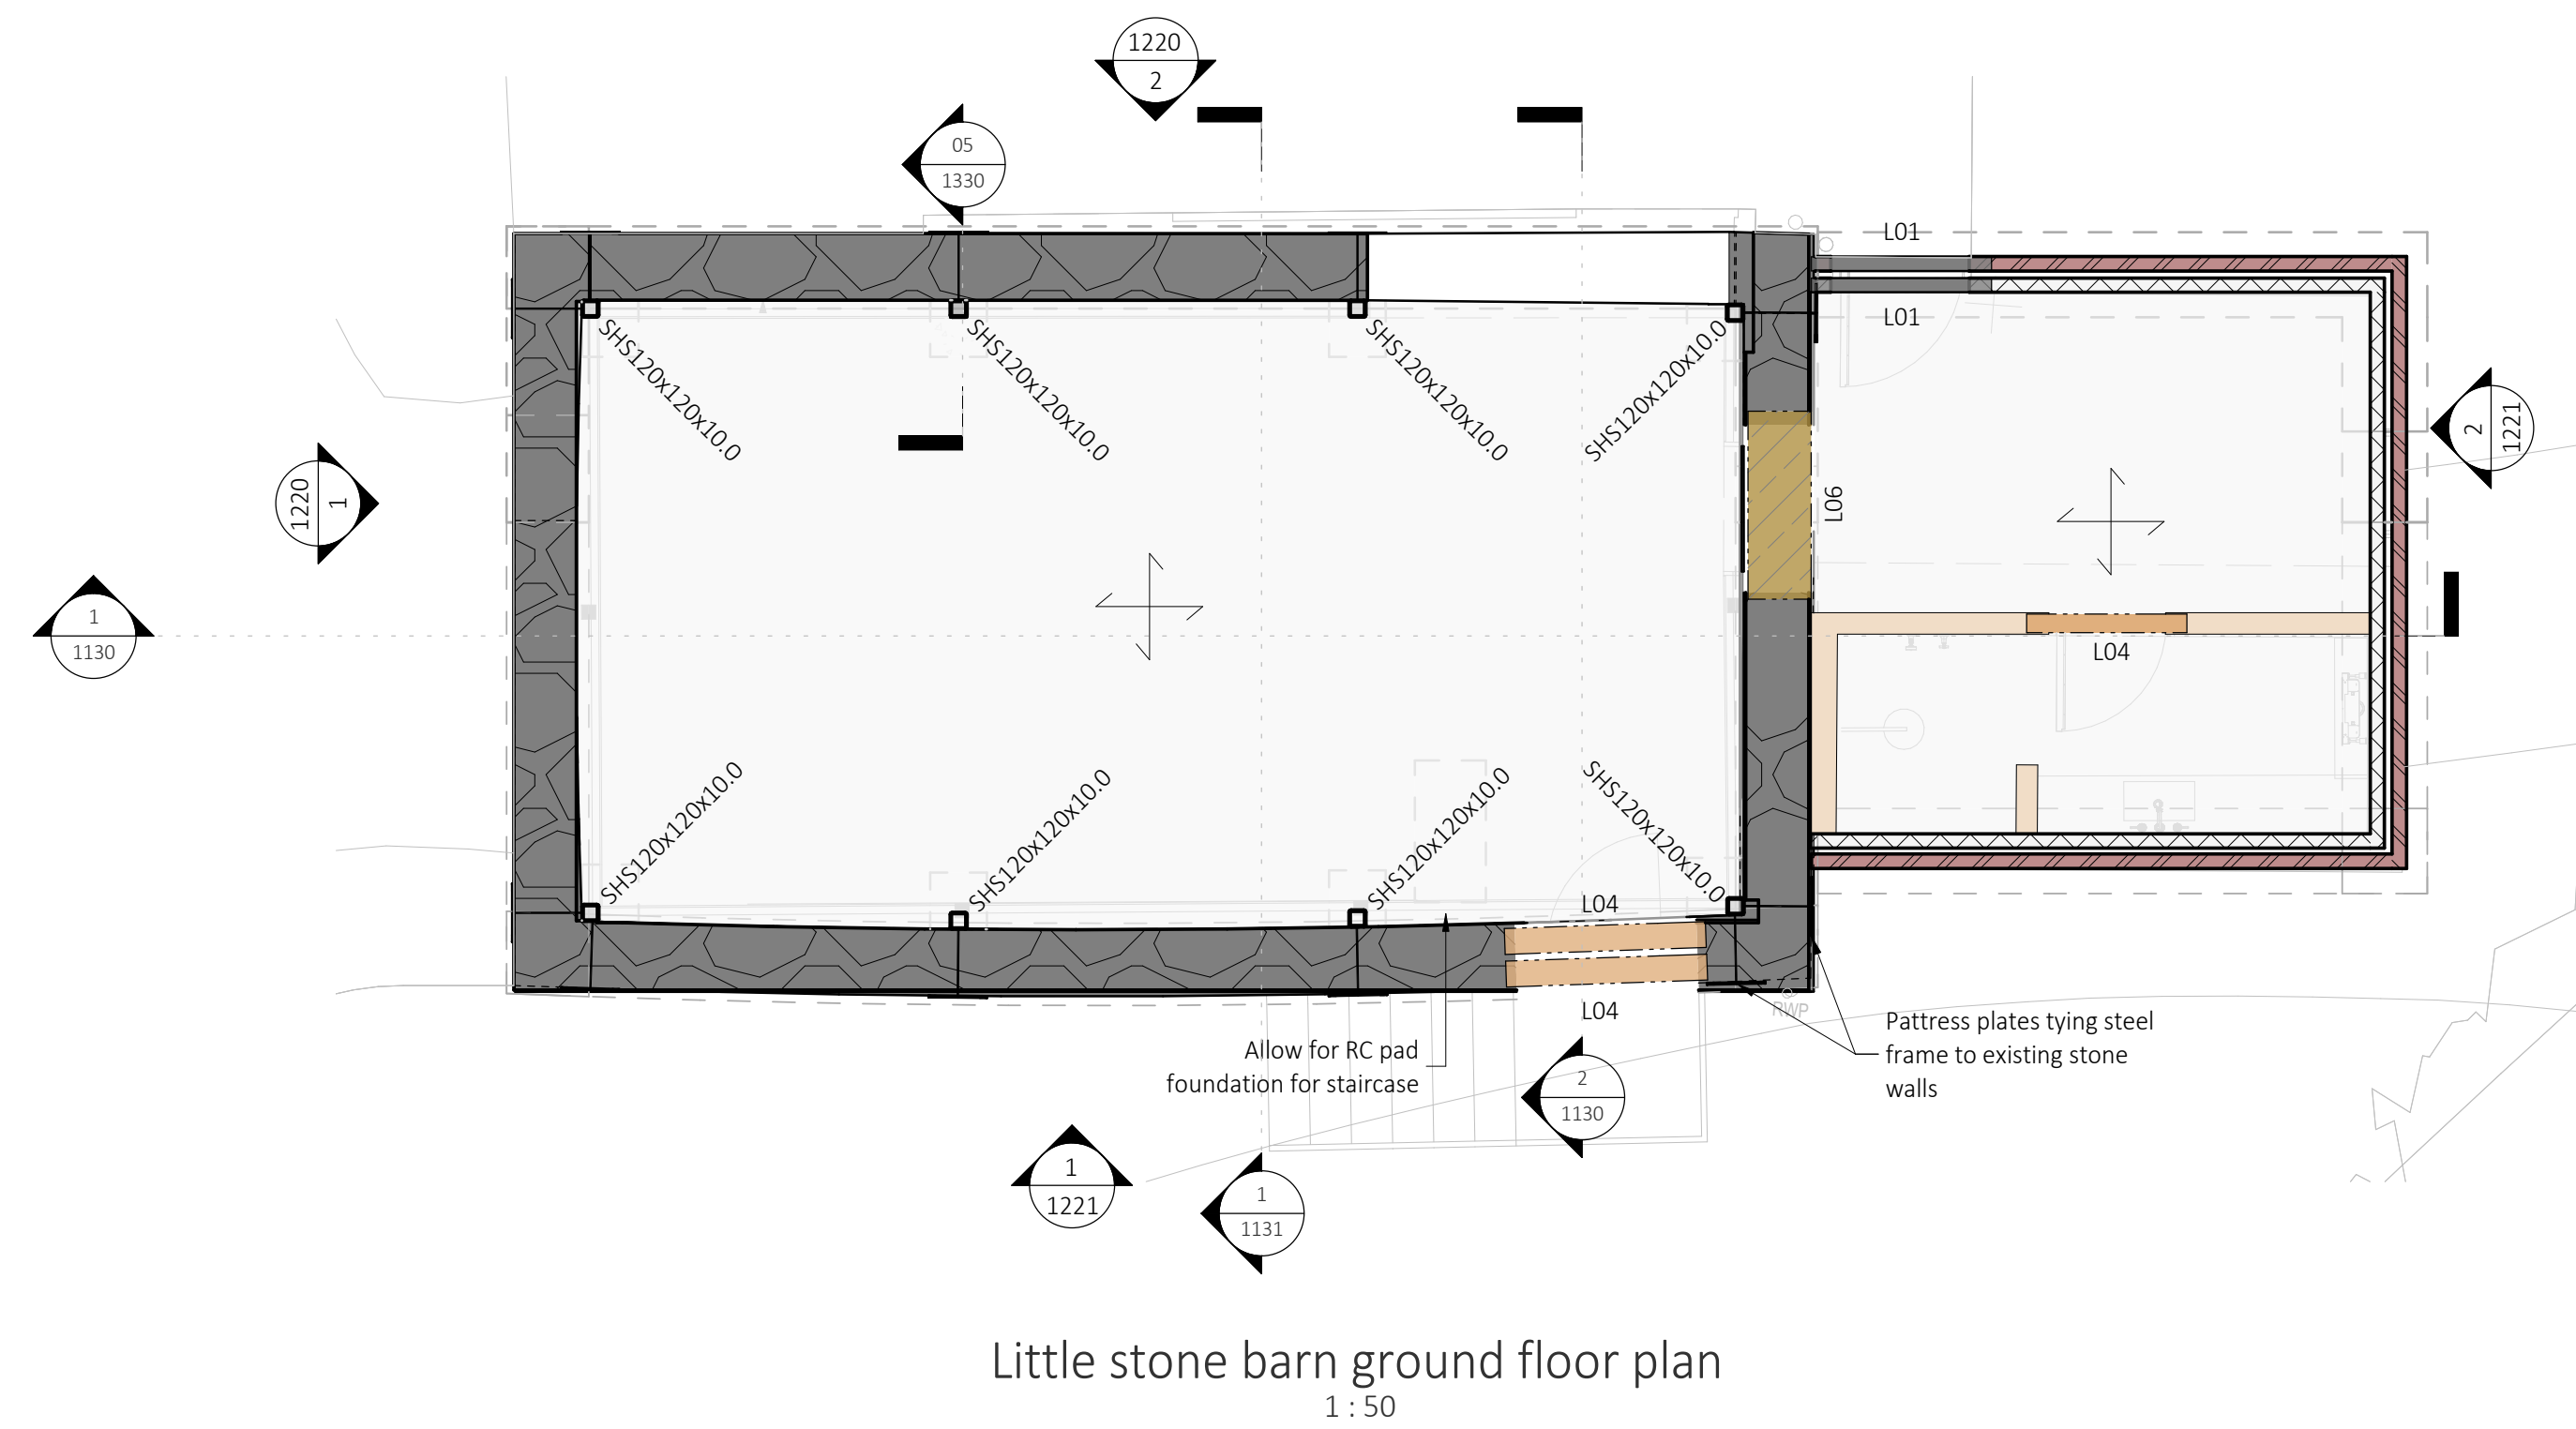 1220
2
05
1330
L01
L01
SHS120x120x10.0
SHS120x120x10.0
SHS120x120x10.0
SHS120x120x10.0
2
1221
1220
1
L06
1
1130
L04
SHS120x120x10.0
SHS120x120x10.0
SHS120x120x10.0
SHS120x120x10.0
L04
L04
RWP
Allow for RC pad
foundation for staircase
Pattress plates tying steel
frame to existing stone
walls
2
1130
1
1221
1
1131
Little stone barn ground floor plan
1 : 50